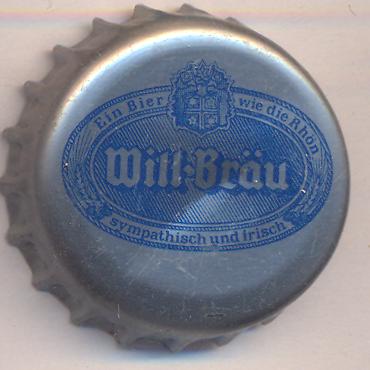 Ein Bier wie die Rhön
Will-Bräu
sympathisch und frisch